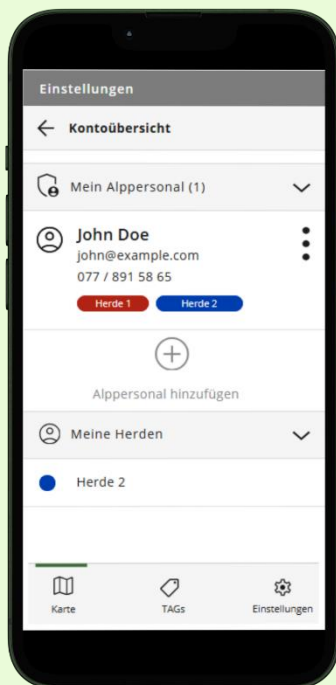 Einstellungen
Kontoübersicht
Mein Alppersonal (1)
John Doe
john@example.com
077 / 891 58 65
Herde 1 Herde 2
Alppersonal hinzufügen
Meine Herden
Herde 2
Karte TAGs Einstellungen